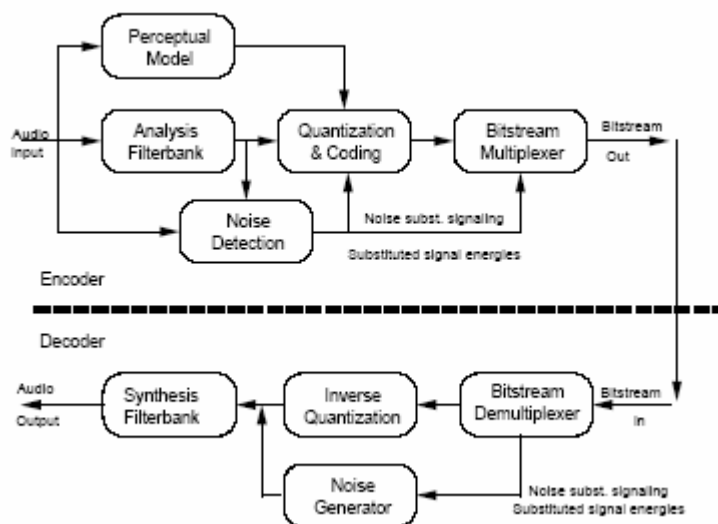 Perceptual
Model
Audio
Input
Analysis
Filterbank
Quantization
& Coding
Bitstream
Multiplexer
Bitstream
Out
Noise
Detection
Noise subst. signaling
Substituted signal energies
Encoder
Decoder
Audio
Output
Synthesis
Filterbank
Inverse
Quantization
Bitstream
Demultiplexer
Bitstream
In
Noise
Generator
Noise subst. signaling
Substituted signal energies